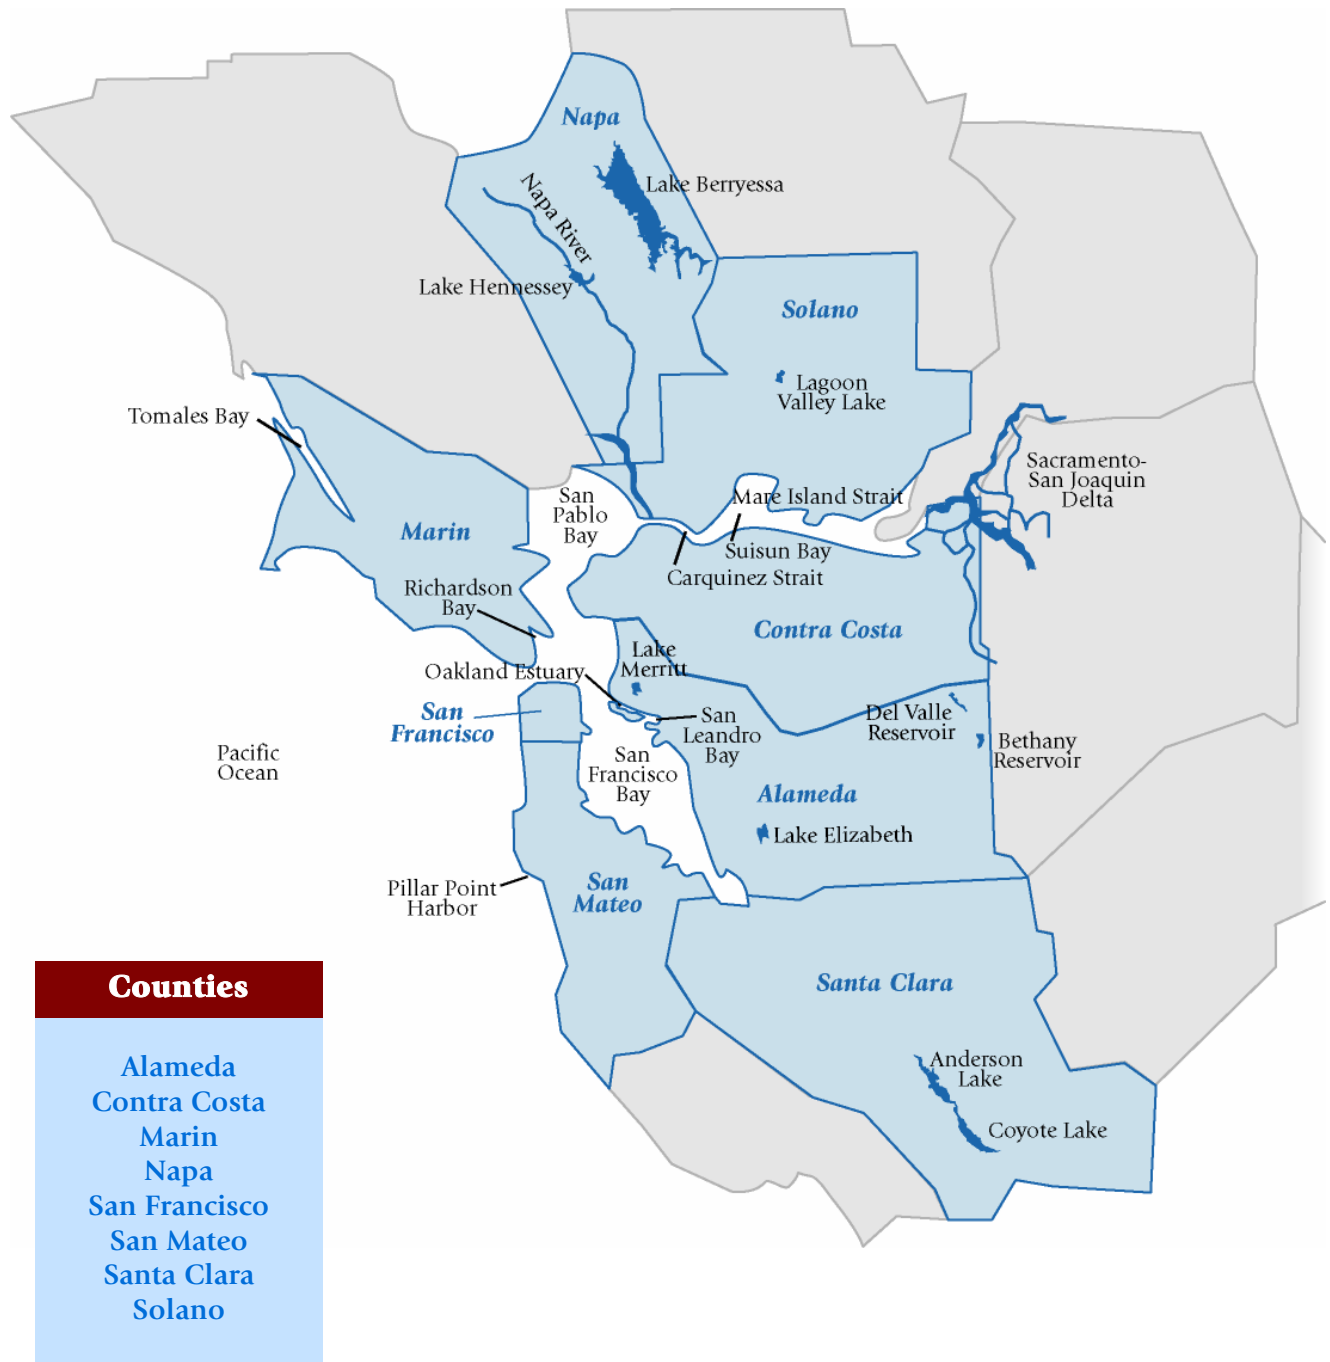 Napa
Lake Berryessa
Napa River
Lake Hennessey
Solano
Lagoon
Valley Lake
Tomales Bay
Sacramento-
San Joaquin
Delta
San
Pablo
Bay
Mare Island Strait
Marin
Suisun Bay
Carquinez Strait
Richardson
Bay
Contra Costa
Lake
Merritt
Oakland Estuary
San
Francisco
San
Leandro
Bay
Del Valle
Reservoir
Bethany
Reservoir
Pacific
Ocean
San
Francisco
Bay
Alameda
Lake Elizabeth
Pillar Point
Harbor
San
Mateo
Santa Clara
Anderson
Lake
Coyote Lake
Counties
Alameda
Contra Costa
Marin
Napa
San Francisco
San Mateo
Santa Clara
Solano